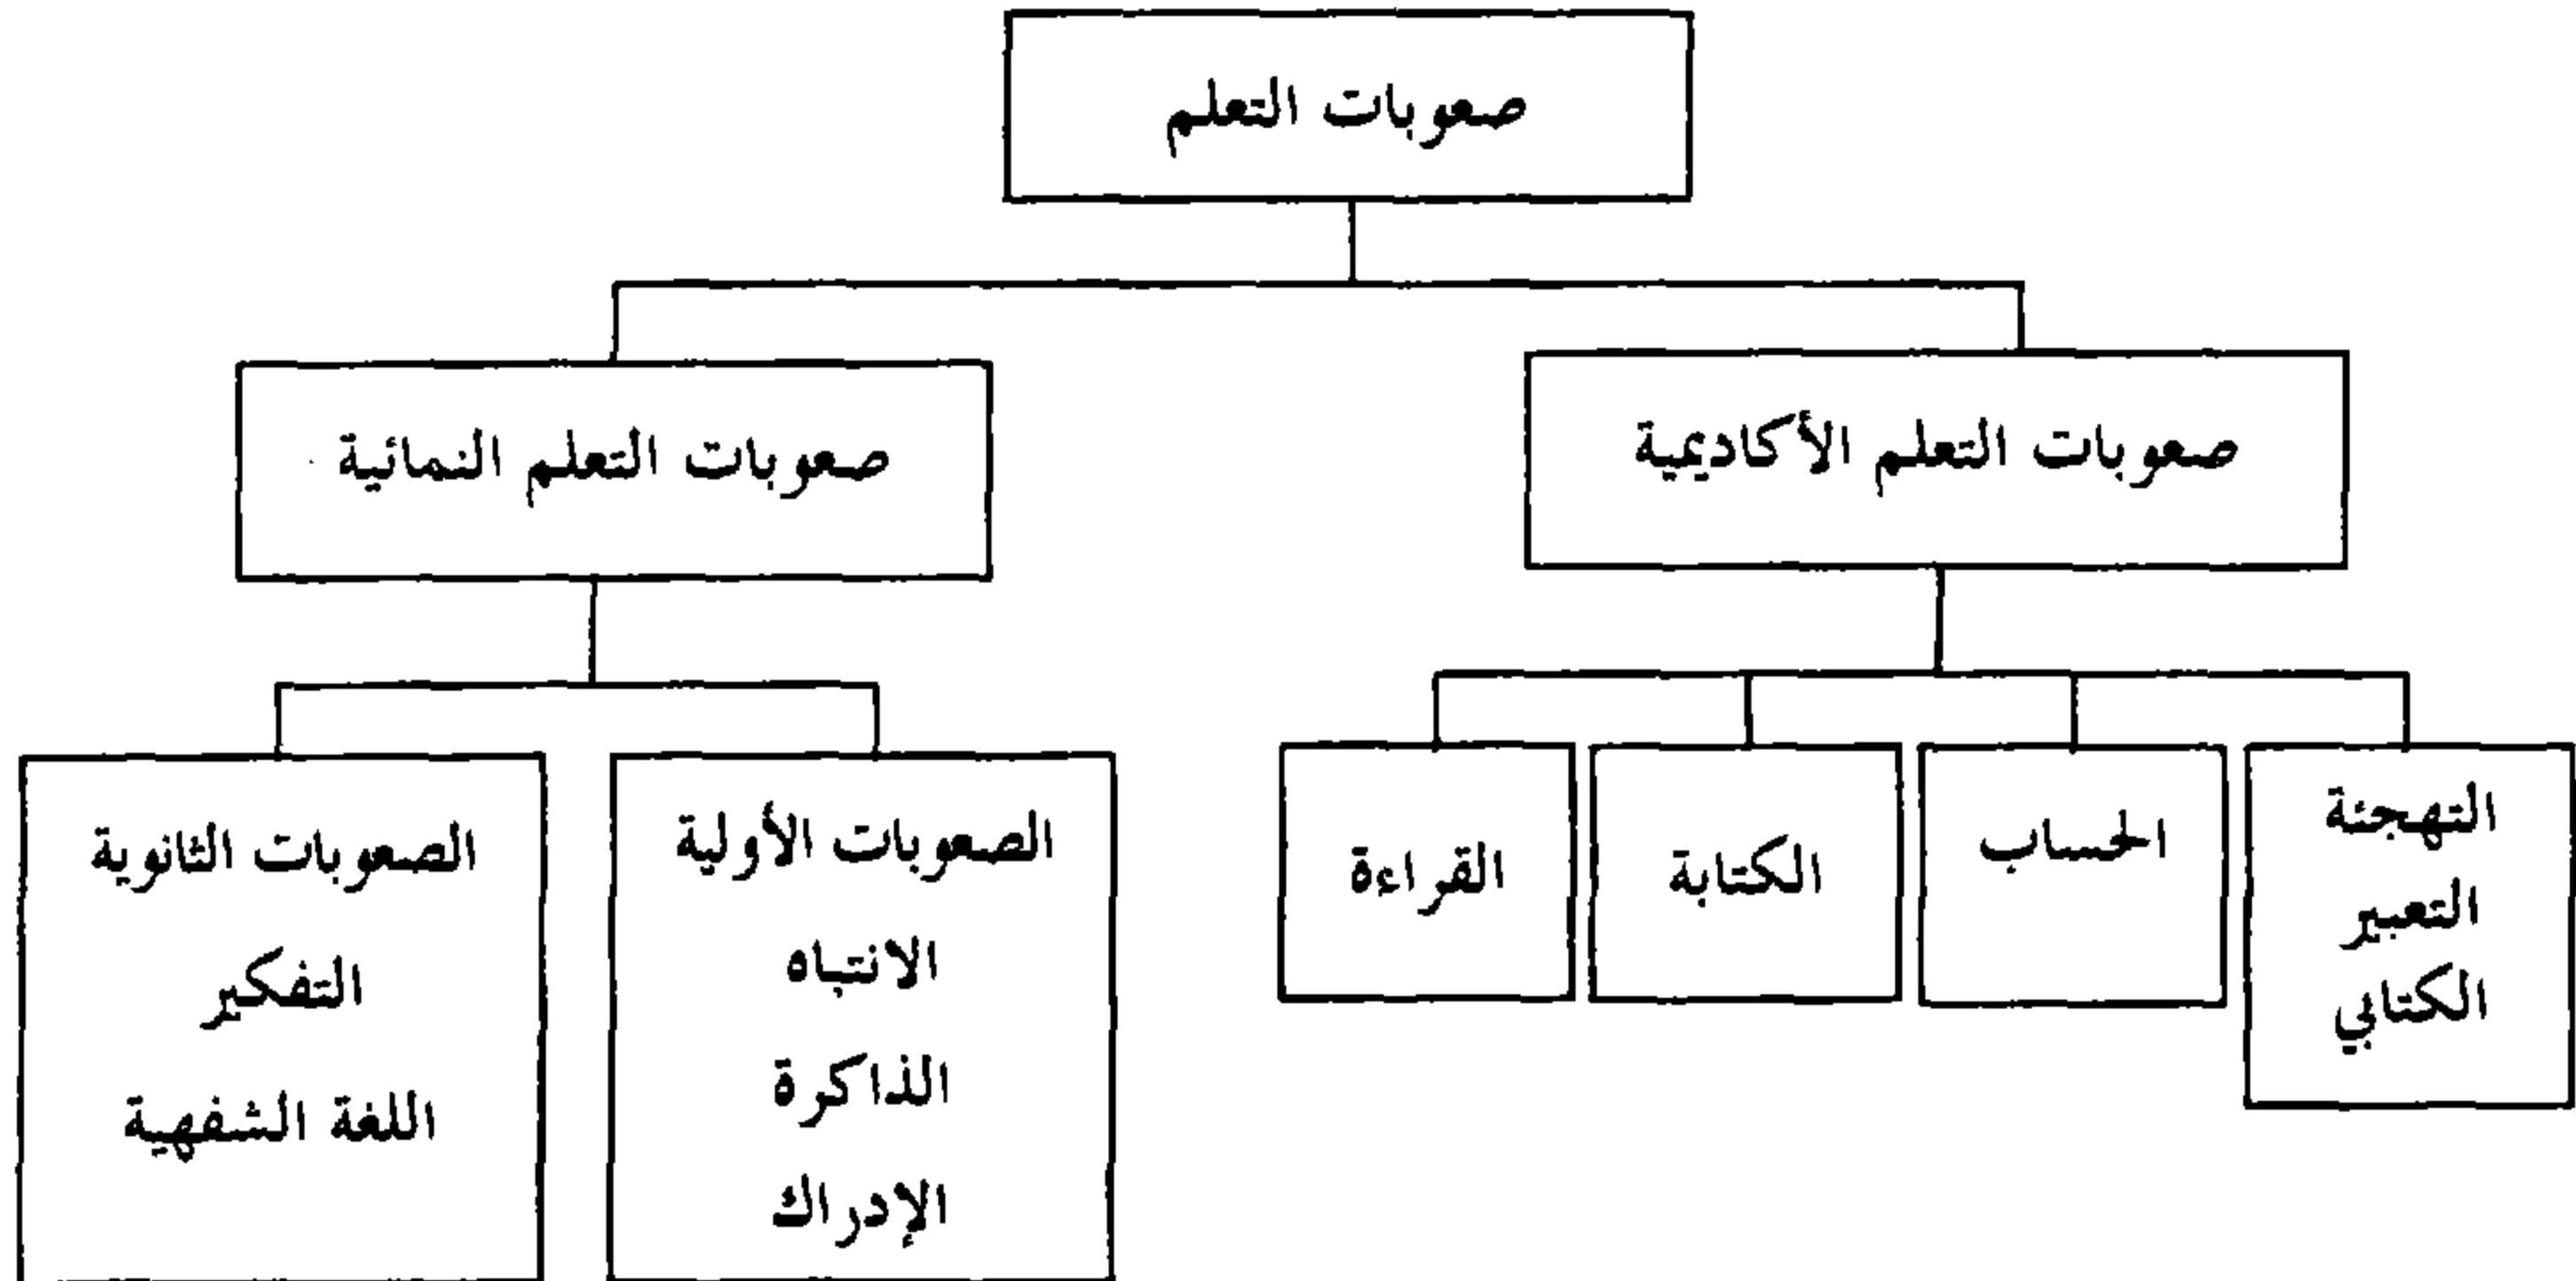 صعوبات التعلم
صعوبات التعلم الأكاديمية
صعوبات التعلم النمائية
التهجئة
التعبير
الكتابي
الحساب
الكتابة
القراءة
الصعوبات الأولية
الانتباه
الذاكرة
الإدراك
الصعوبات الثانوية
التفكير
اللغة الشفهية